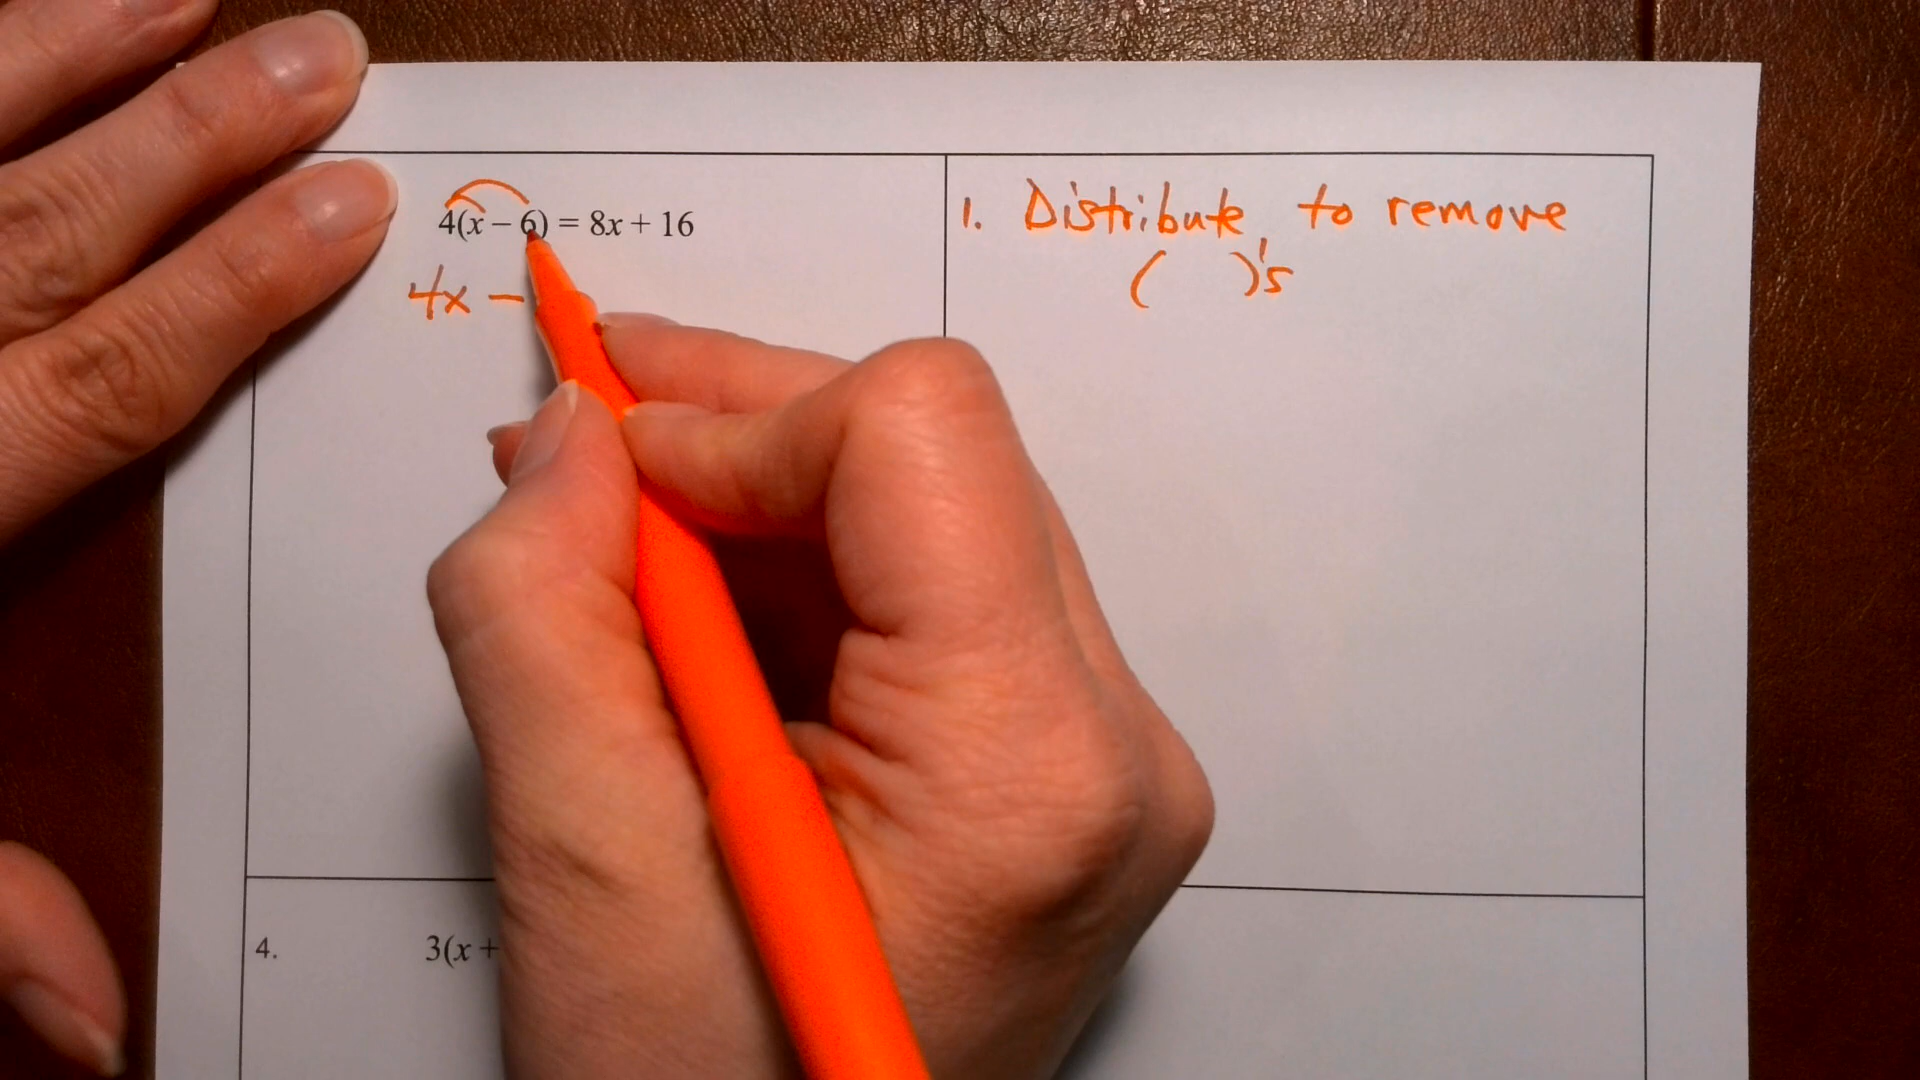 4(x – 6) = 8x + 16
4x –
1. Distribute to remove
( )'s
4. 3(x +